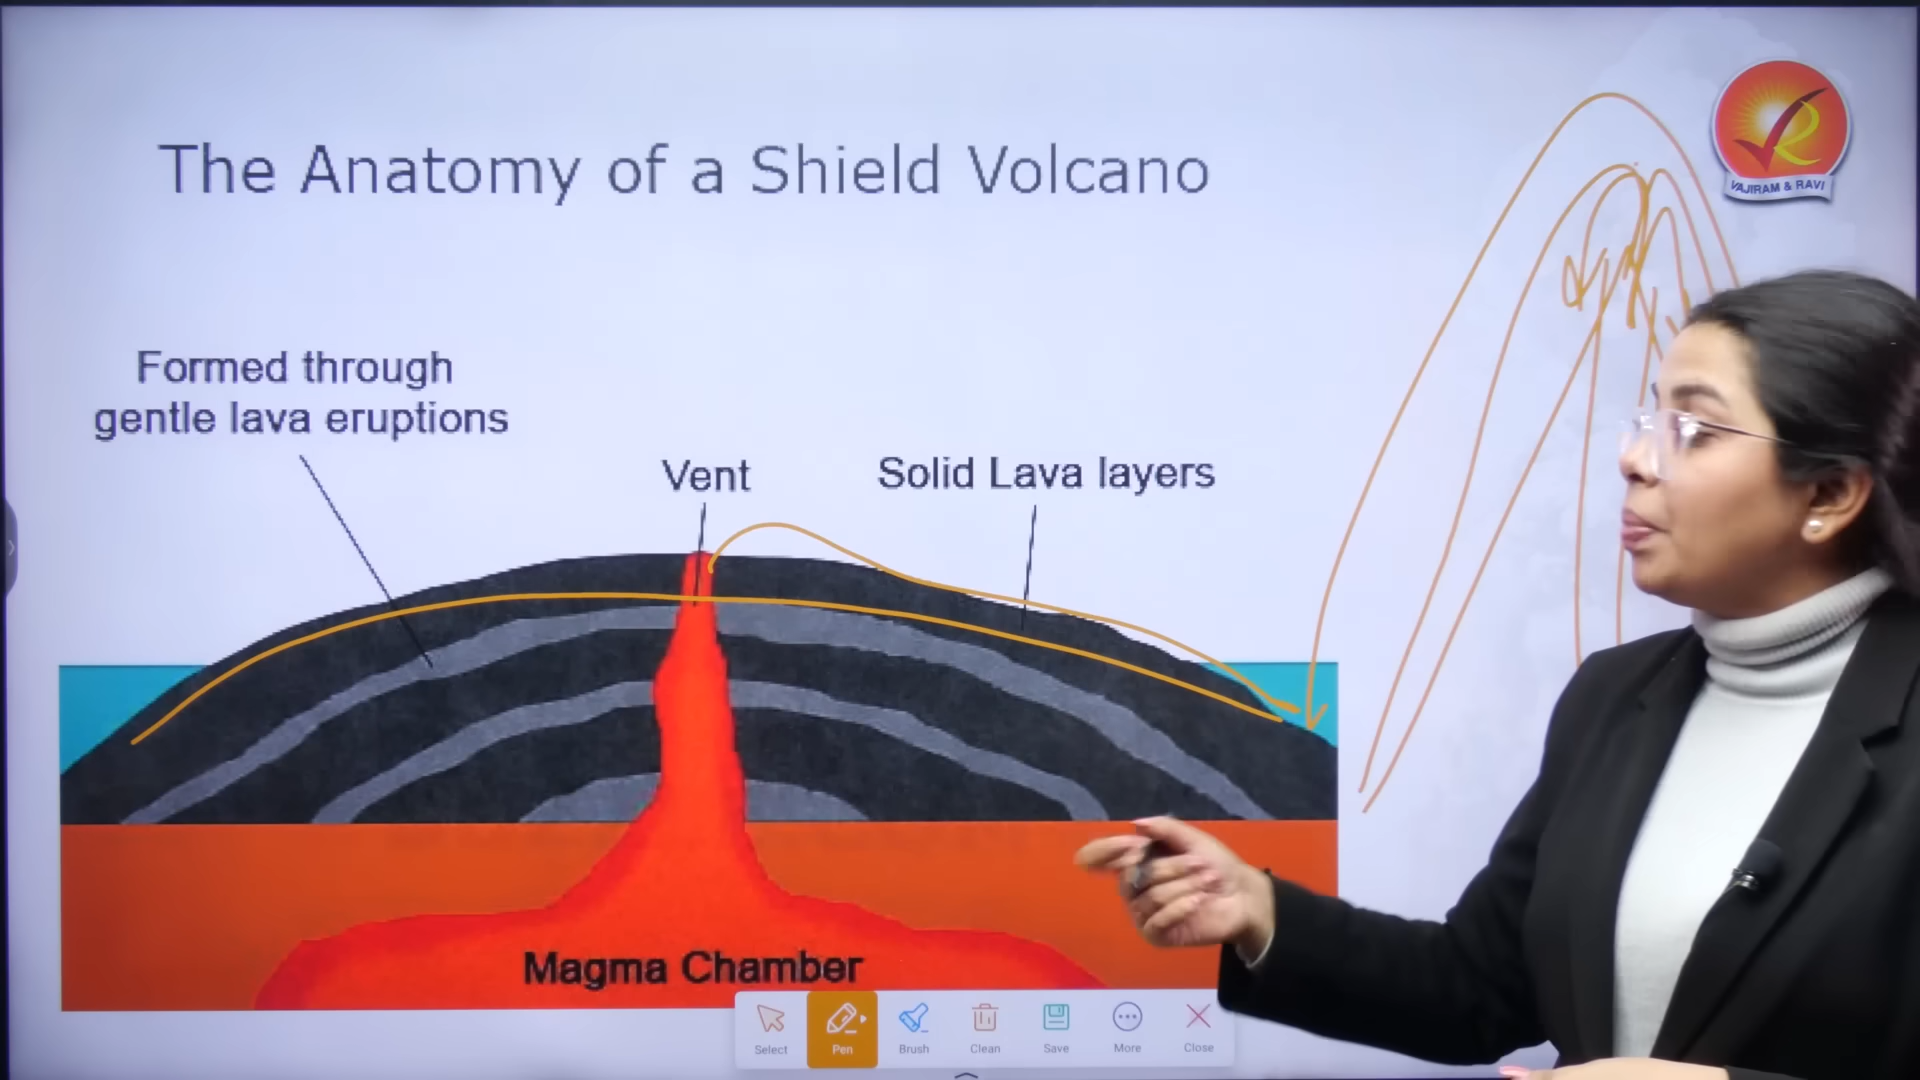 The Anatomy of a Shield Volcano
VAJIRAM & RAVI
Formed through
gentle lava eruptions
Vent
Solid Lava layers
Magma Chamber
Select
Pen
Brush
Clean
Save
More
Close